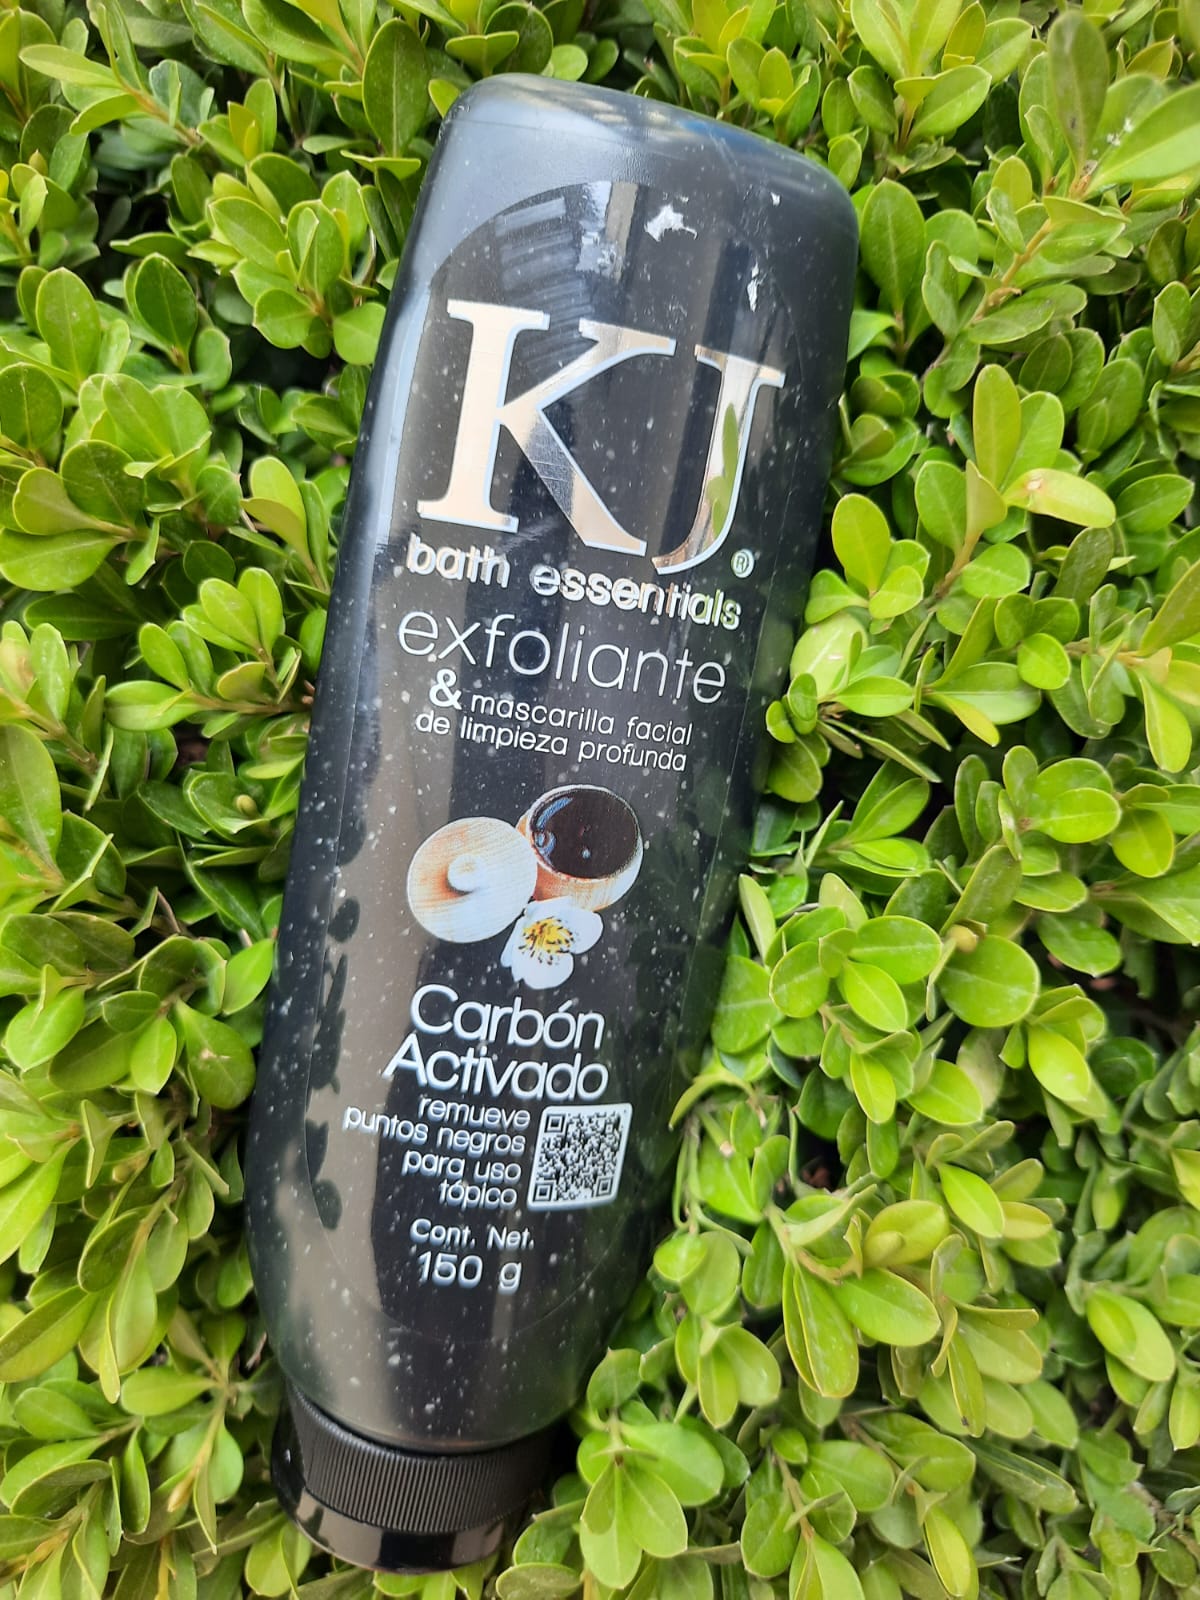 KJ®
bath essentials
exfoliante
& mascarilla facial
de limpieza profunda
Carbón
Activado
remueve
puntos negros
para uso
tópico
Cont. Net.
150 g